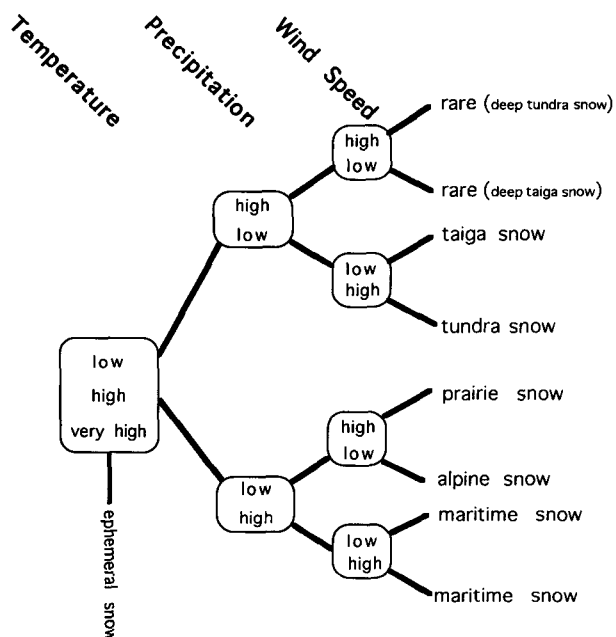 Temperature
Precipitation
Wind Speed
rare (deep tundra snow)
high
low
rare (deep taiga snow)
high
low
taiga snow
low
high
tundra snow
low
high
very high
prairie snow
high
low
alpine snow
low
high
maritime snow
low
high
maritime snow
ephemeral snow